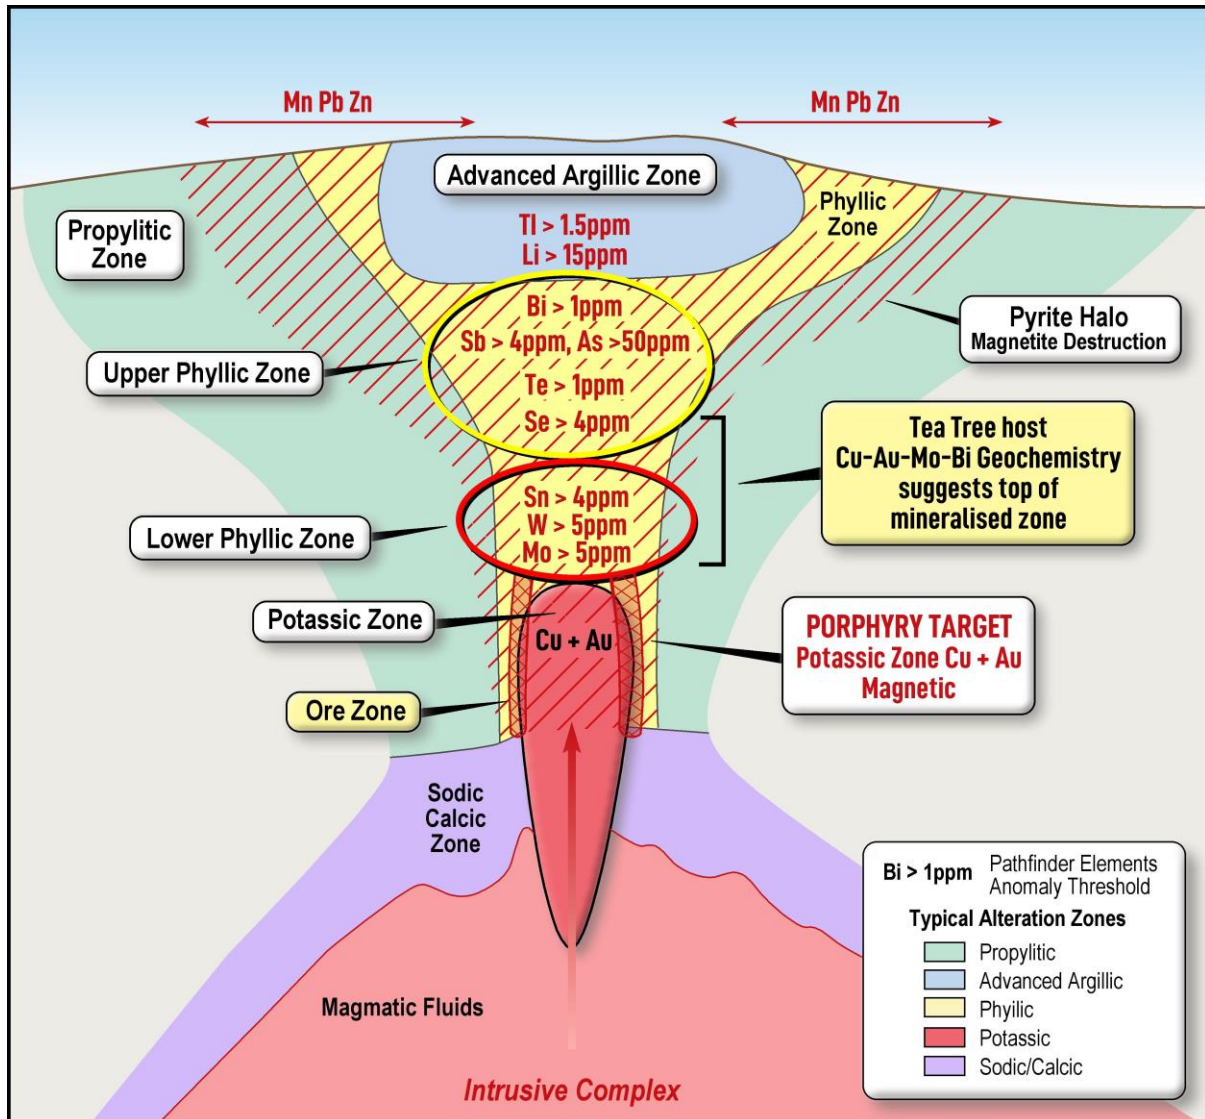 Mn Pb Zn
Mn Pb Zn
Advanced Argillic Zone
Tl > 1.5ppm
Li > 15ppm
Phyllic
Zone
Propylitic
Zone
Bi > 1ppm
Sb > 4ppm, As >50ppm
Te > 1ppm
Se > 4ppm
Pyrite Halo
Magnetite Destruction
Upper Phyllic Zone
Tea Tree host
Cu-Au-Mo-Bi Geochemistry
suggests top of
mineralised zone
Sn > 4ppm
W > 5ppm
Mo > 5ppm
Lower Phyllic Zone
Potassic Zone
Cu + Au
PORPHYRY TARGET
Potassic Zone Cu + Au
Magnetic
Ore Zone
Sodic
Calcic
Zone
Magmatic Fluids
Intrusive Complex
Bi > 1ppm
Pathfinder Elements
Anomaly Threshold
Typical Alteration Zones
Propylitic
Advanced Argillic
Phyilic
Potassic
Sodic/Calcic